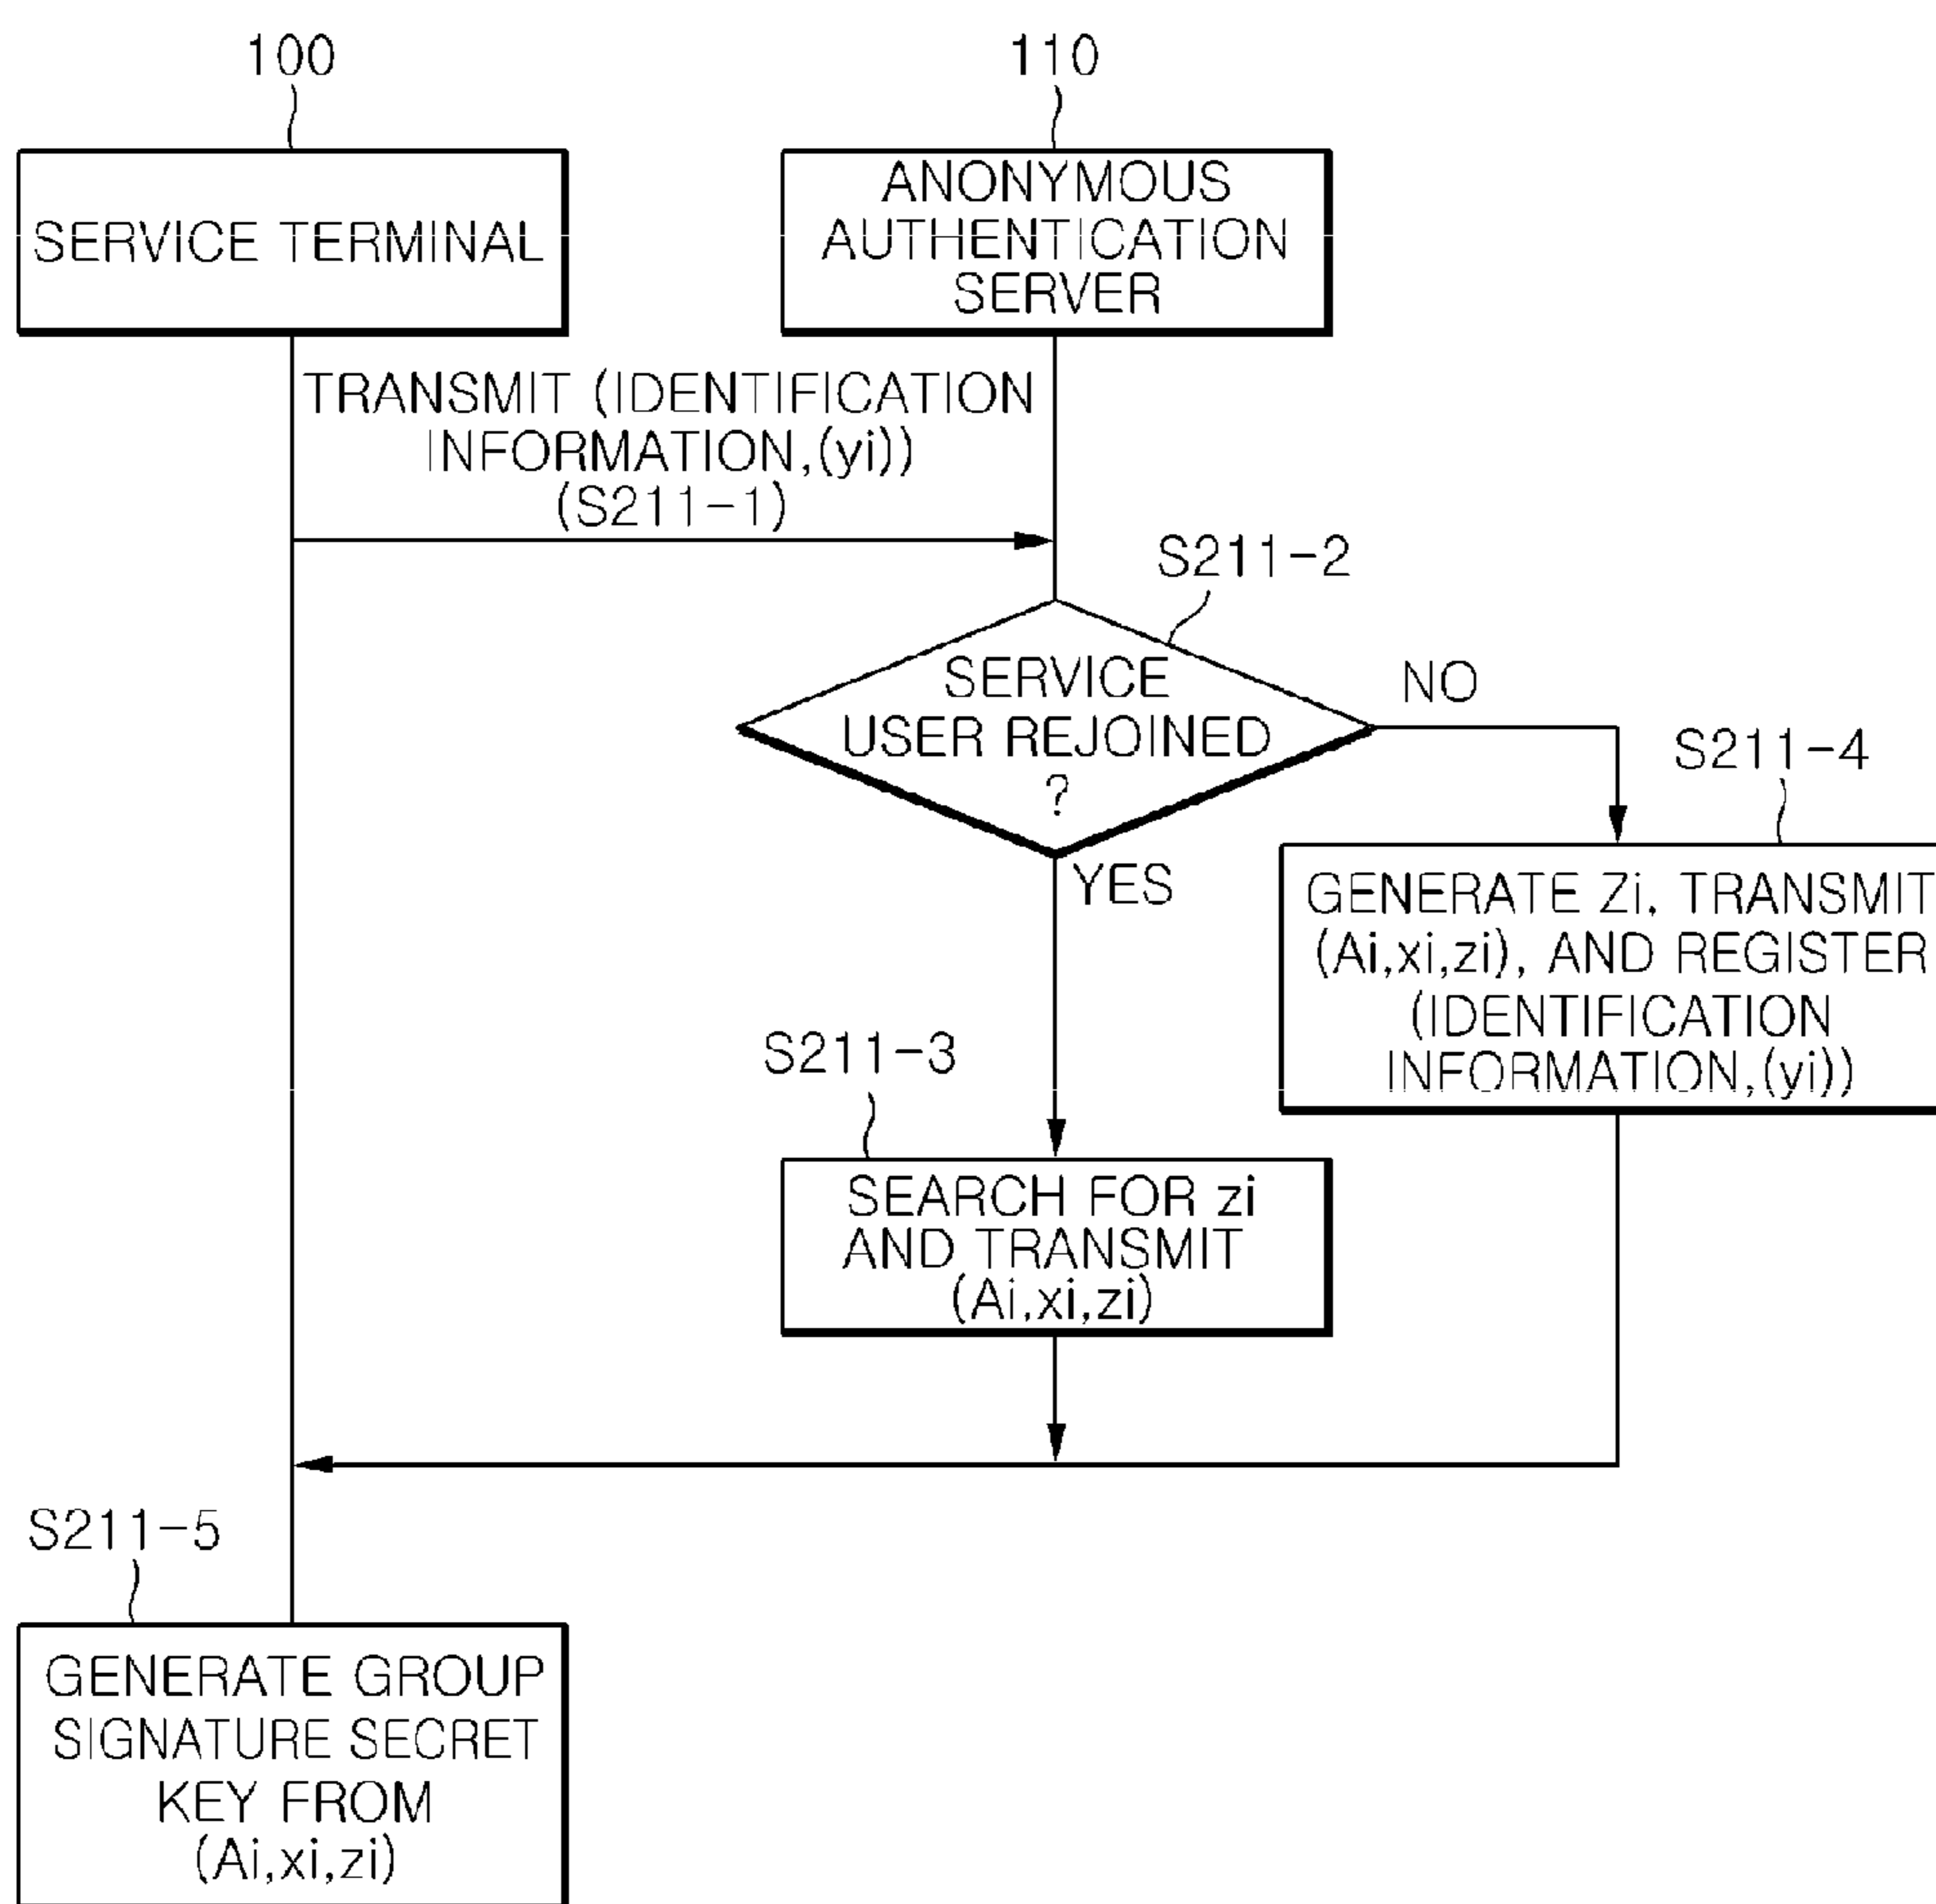 100
110
SERVICE TERMINAL
ANONYMOUS
AUTHENTICATION
SERVER
TRANSMIT (IDENTIFICATION
INFORMATION,(yi))
(S211-1)
S211-2
SERVICE
USER REJOINED
?
NO
YES
S211-4
GENERATE Zi, TRANSMIT
(Ai,xi,zi), AND REGISTER
(IDENTIFICATION
INFORMATION,(yi))
S211-3
SEARCH FOR zi
AND TRANSMIT
(Ai,xi,zi)
S211-5
GENERATE GROUP
SIGNATURE SECRET
KEY FROM
(Ai,xi,zi)